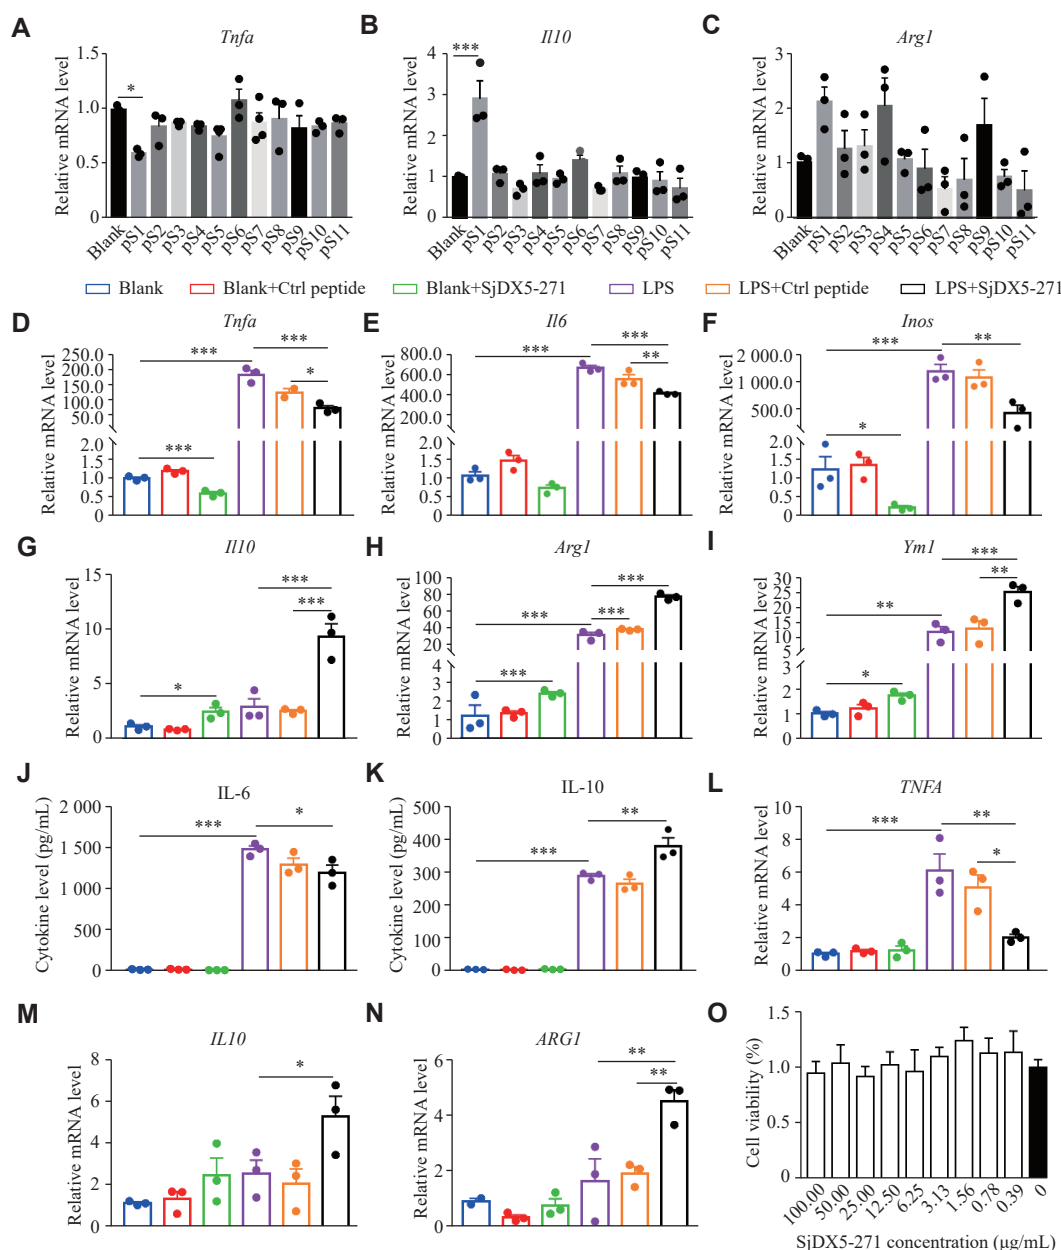 A
Tnfa
Relative mRNA level
1.5
1.0
0.5
0
*
Blank
pS1
pS2
pS3
pS4
pS5
pS6
pS7
pS8
pS9
pS10
pS11
B
Il10
Relative mRNA level
4
3
2
1
0
***
Blank
pS1
pS2
pS3
pS4
pS5
pS6
pS7
pS8
pS9
pS10
pS11
C
Arg1
Relative mRNA level
4
3
2
1
0
Blank
pS1
pS2
pS3
pS4
pS5
pS6
pS7
pS8
pS9
pS10
pS11
Blank
Blank+Ctrl peptide
Blank+SjDX5-271
LPS
LPS+Ctrl peptide
LPS+SjDX5-271
D
Tnfa
Relative mRNA level
250.0
200.0
150.0
100.0
50.0
2.0
1.5
1.0
0.5
0
***
***
*
***
E
Il6
Relative mRNA level
800.0
600.0
400.0
200.0
2.0
1.5
1.0
0.5
0
***
***
**
F
Inos
Relative mRNA level
2 000.0
1 000.0
500.0
2.0
1.5
1.0
0.5
0
***
**
*
G
Il10
Relative mRNA level
15
10
5
0
***
***
*
H
Arg1
Relative mRNA level
100
80
60
40
20
4
3
2
1
0
***
***
***
***
I
Ym1
Relative mRNA level
30
25
20
15
10
5
2
1
0
***
**
**
*
J
IL-6
Cytokine level (pg/mL)
2 000
1 500
1 000
500
0
***
*
K
IL-10
Cytokine level (pg/mL)
500
400
300
200
100
0
***
**
L
TNFA
Relative mRNA level
8
6
4
2
0
***
**
*
M
IL10
Relative mRNA level
8
6
4
2
0
*
N
ARG1
Relative mRNA level
6
4
2
0
**
**
O
Cell viability (%)
1.5
1.0
0.5
0
100.00
50.00
25.00
12.50
6.25
3.13
1.56
0.78
0.39
0
SjDX5-271 concentration (μg/mL)